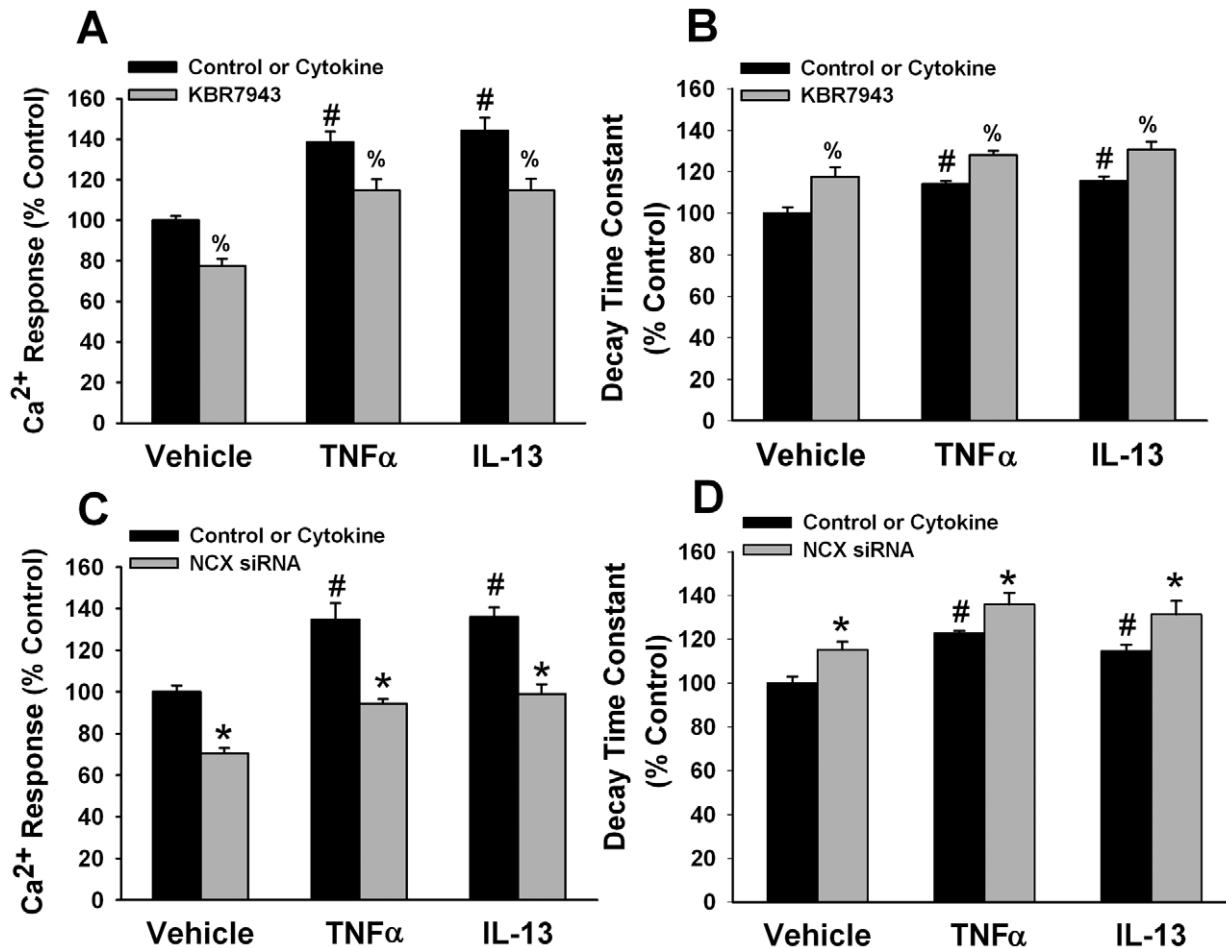 A
Control or Cytokine
KBR7943
Ca2+ Response (% Control)
160
140
120
100
80
60
40
20
0
#
#
%
%
%
Vehicle TNFα IL-13
B
Control or Cytokine
KBR7943
Decay Time Constant
(% Control)
160
140
120
100
80
60
40
20
0
%
#
%
#
%
Vehicle TNFα IL-13
C
Control or Cytokine
NCX siRNA
Ca2+ Response (% Control)
160
140
120
100
80
60
40
20
0
#
#
*
*
*
Vehicle TNFα IL-13
D
Control or Cytokine
NCX siRNA
Decay Time Constant
(% Control)
160
140
120
100
80
60
40
20
0
*
#
*
#
*
Vehicle TNFα IL-13